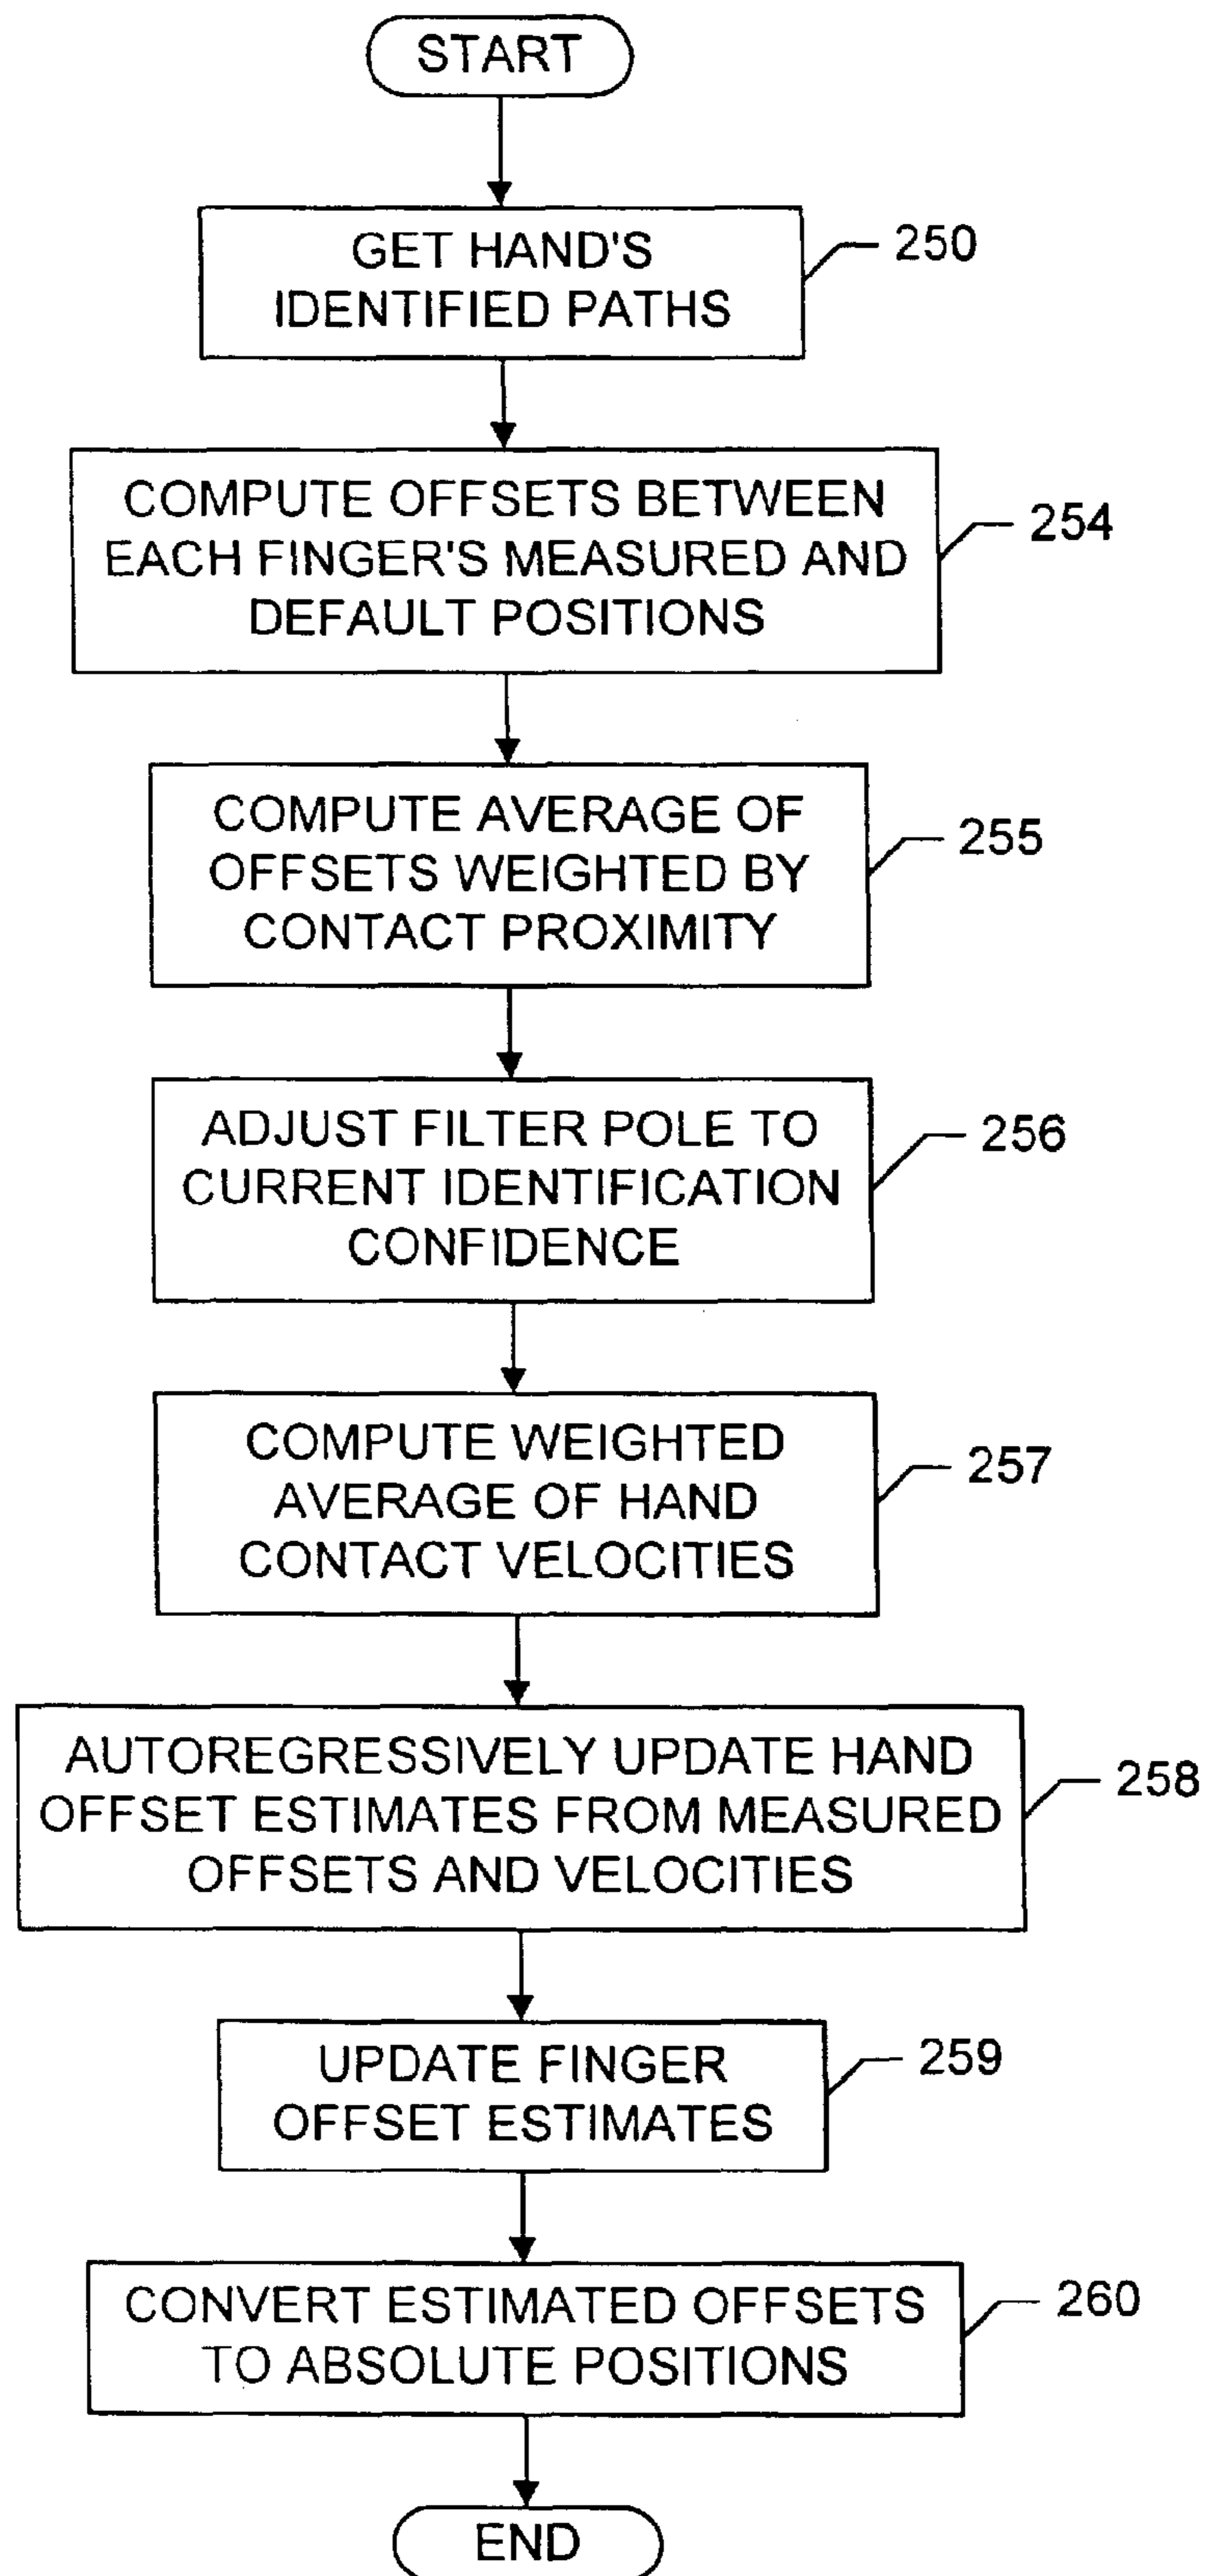 START
GET HAND'S
IDENTIFIED PATHS
250
COMPUTE OFFSETS BETWEEN
EACH FINGER'S MEASURED AND
DEFAULT POSITIONS
254
COMPUTE AVERAGE OF
OFFSETS WEIGHTED BY
CONTACT PROXIMITY
255
ADJUST FILTER POLE TO
CURRENT IDENTIFICATION
CONFIDENCE
256
COMPUTE WEIGHTED
AVERAGE OF HAND
CONTACT VELOCITIES
257
AUTOREGRESSIVELY UPDATE HAND
OFFSET ESTIMATES FROM MEASURED
OFFSETS AND VELOCITIES
258
UPDATE FINGER
OFFSET ESTIMATES
259
CONVERT ESTIMATED OFFSETS
TO ABSOLUTE POSITIONS
260
END